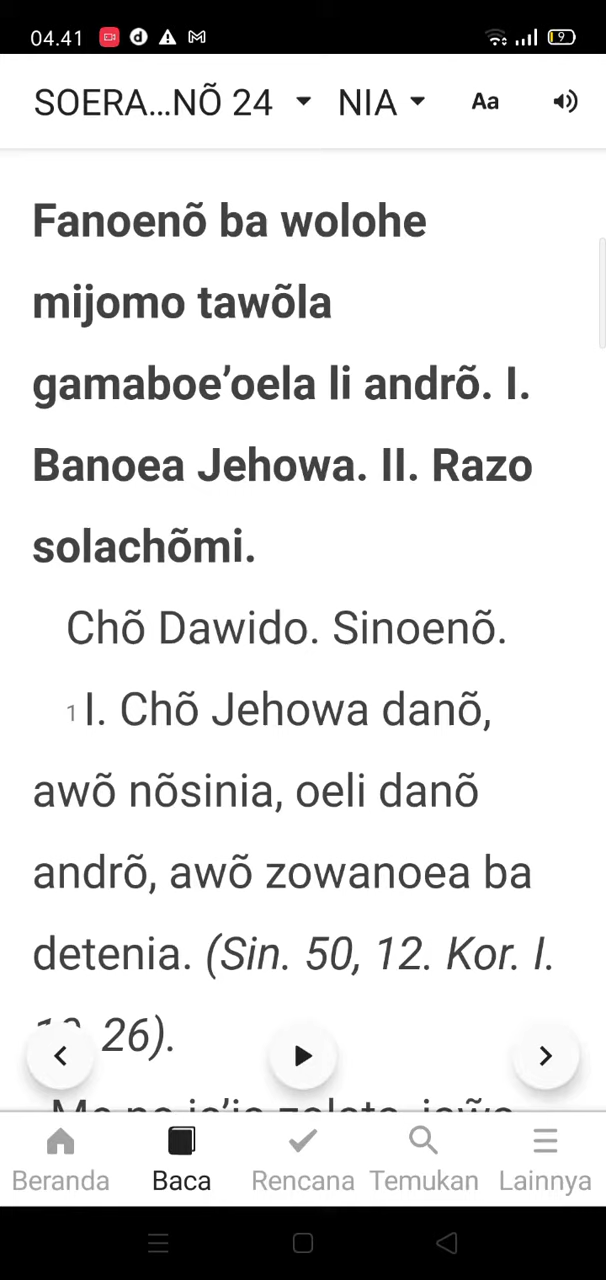 04.41
9
SOERA...NÕ 24 NIA Aa
Fanoenõ ba wolohe
mijomo tawõla
gamaboe’oela li andrõ. I.
Banoea Jehowa. II. Razo
solachõmi.
Chõ Dawido. Sinoenõ.
1 I. Chõ Jehowa danõ,
awõ nõsinia, oeli danõ
andrõ, awõ zowanoea ba
detenia. (Sin. 50, 12. Kor. I.
26).
Beranda Baca Rencana Temukan Lainnya